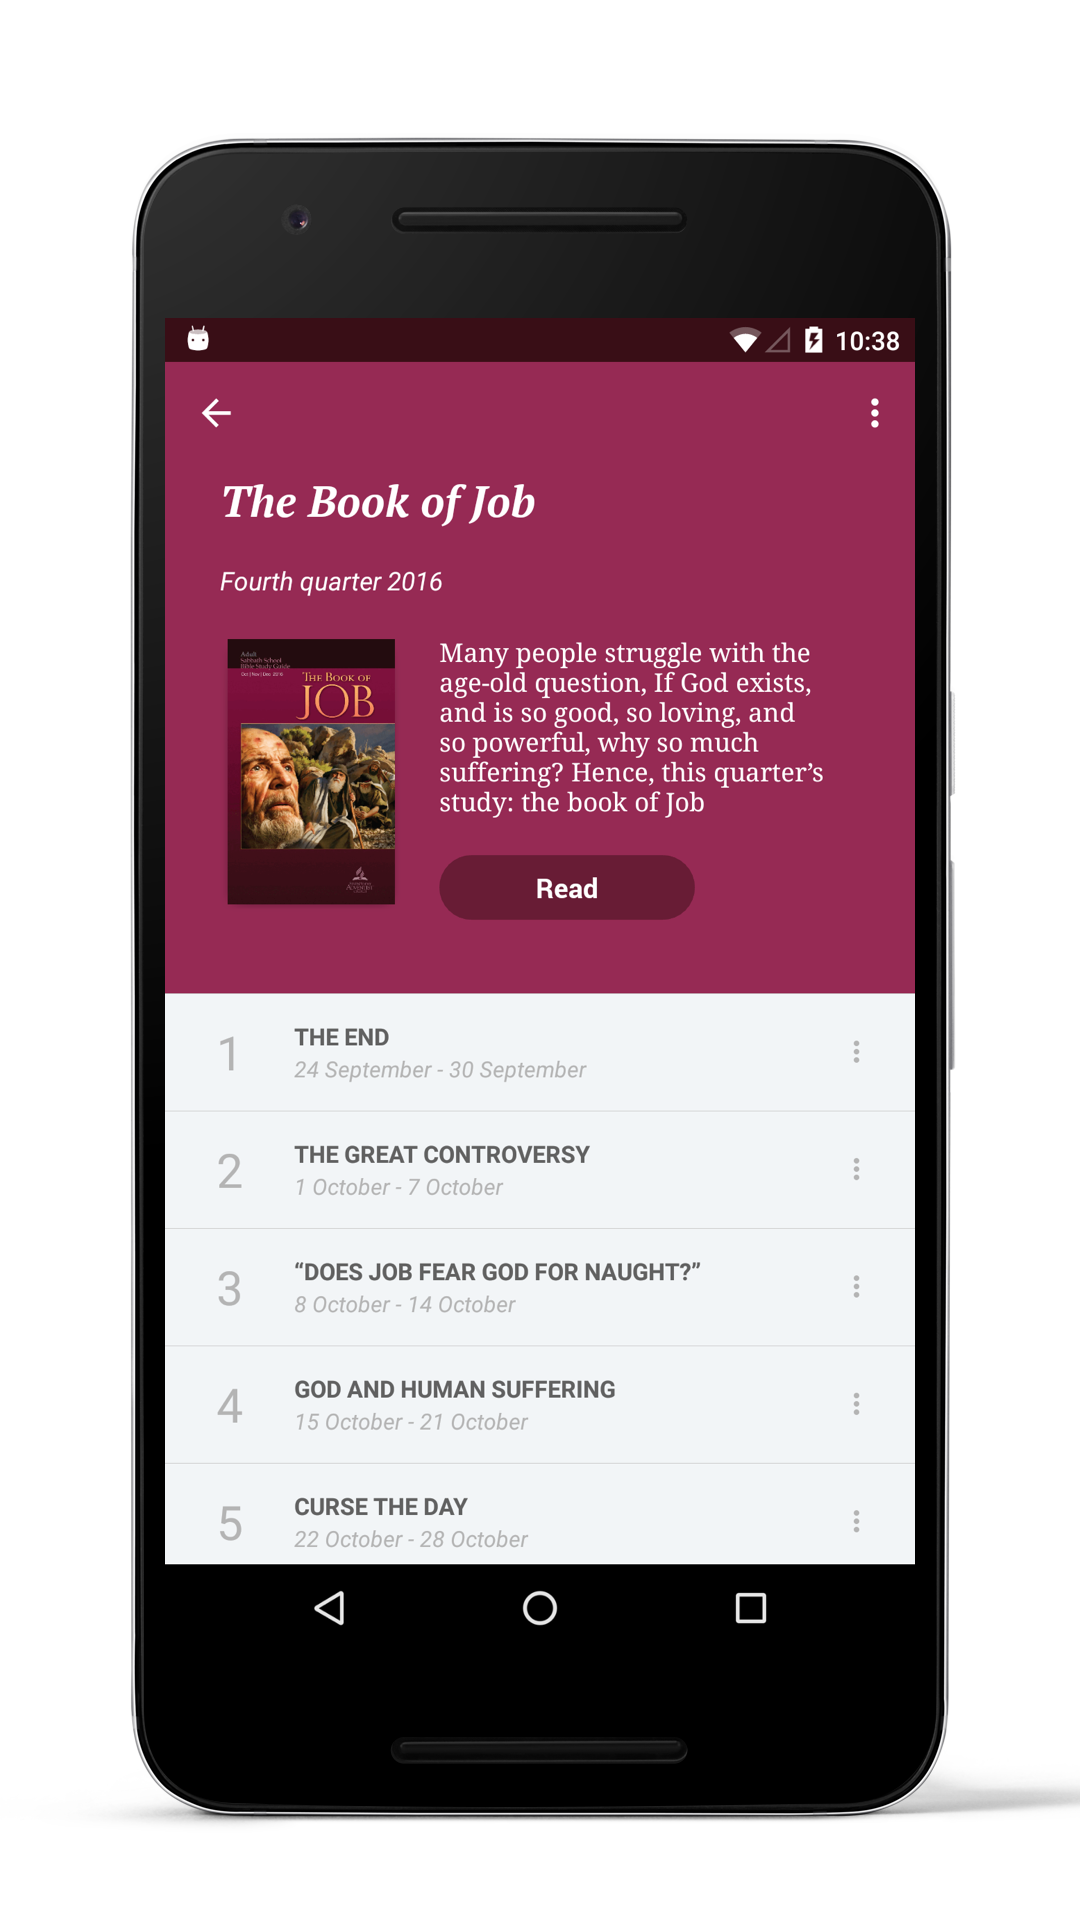 10:38
The Book of Job
Fourth quarter 2016
Adult
Sabbath School
Bible Study Guide
Oct | Nov | Dec 2016
THE BOOK OF
JOB
Many people struggle with the
age-old question, If God exists,
and is so good, so loving, and
so powerful, why so much
suffering? Hence, this quarter’s
study: the book of Job
Read
1
THE END
24 September - 30 September
2
THE GREAT CONTROVERSY
1 October - 7 October
3
“DOES JOB FEAR GOD FOR NAUGHT?”
8 October - 14 October
4
GOD AND HUMAN SUFFERING
15 October - 21 October
5
CURSE THE DAY
22 October - 28 October